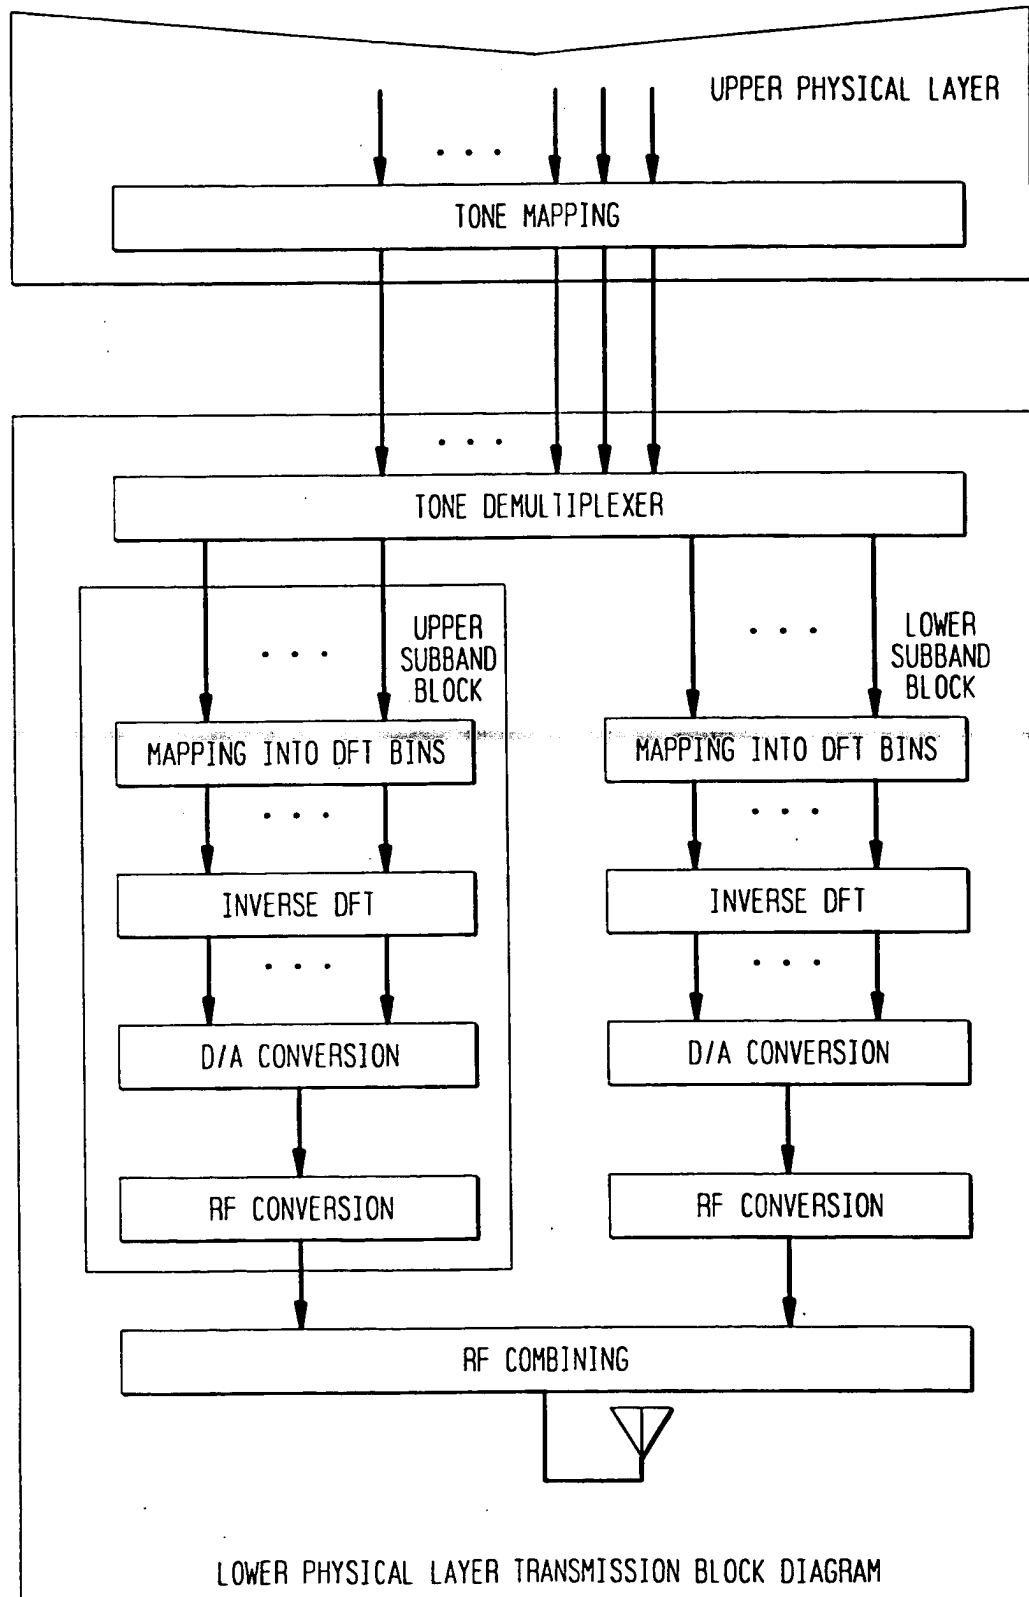 UPPER PHYSICAL LAYER
TONE MAPPING
TONE DEMULTIPLEXER
UPPER
SUBBAND
BLOCK
LOWER
SUBBAND
BLOCK
MAPPING INTO DFT BINS
MAPPING INTO DFT BINS
INVERSE DFT
INVERSE DFT
D/A CONVERSION
D/A CONVERSION
RF CONVERSION
RF CONVERSION
RF COMBINING
LOWER PHYSICAL LAYER TRANSMISSION BLOCK DIAGRAM